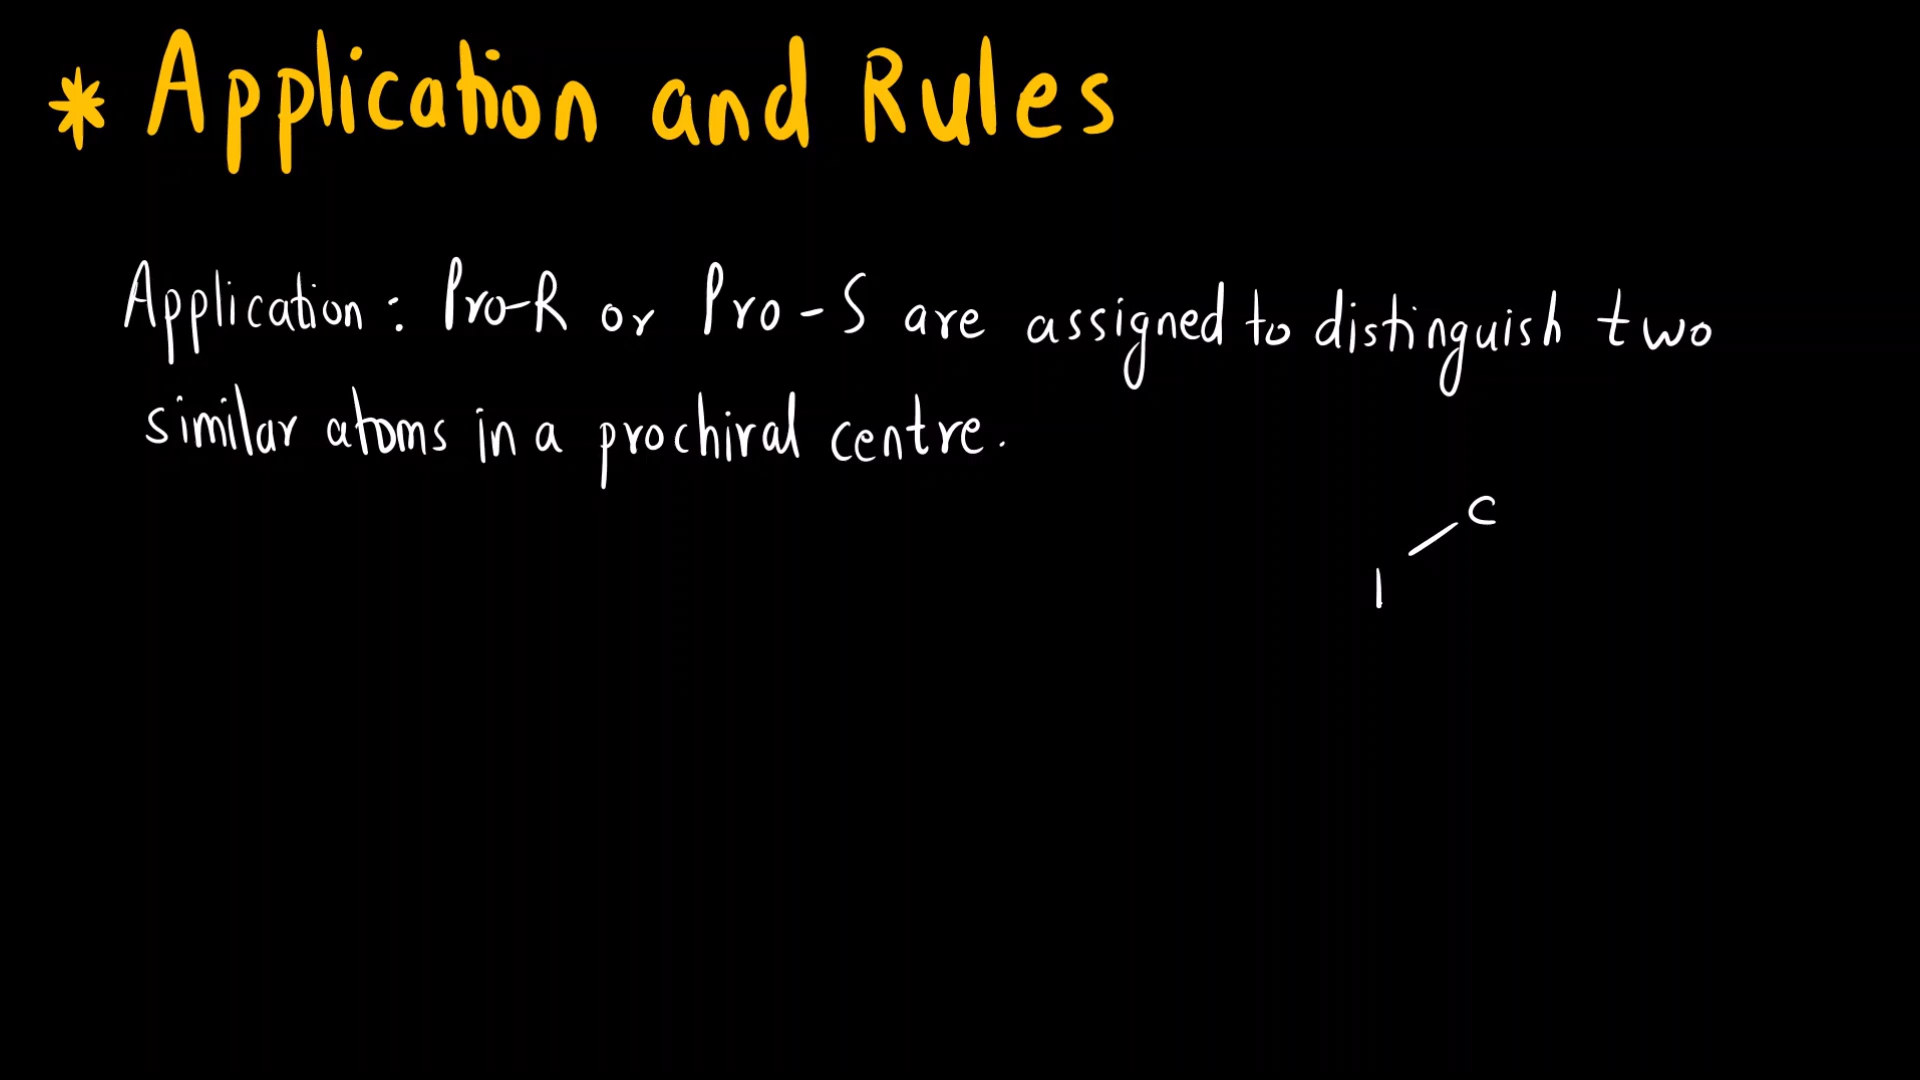 * Application and Rules
Application: Pro-R or Pro-S are assigned to distinguish two
similar atoms in a prochiral centre.
C